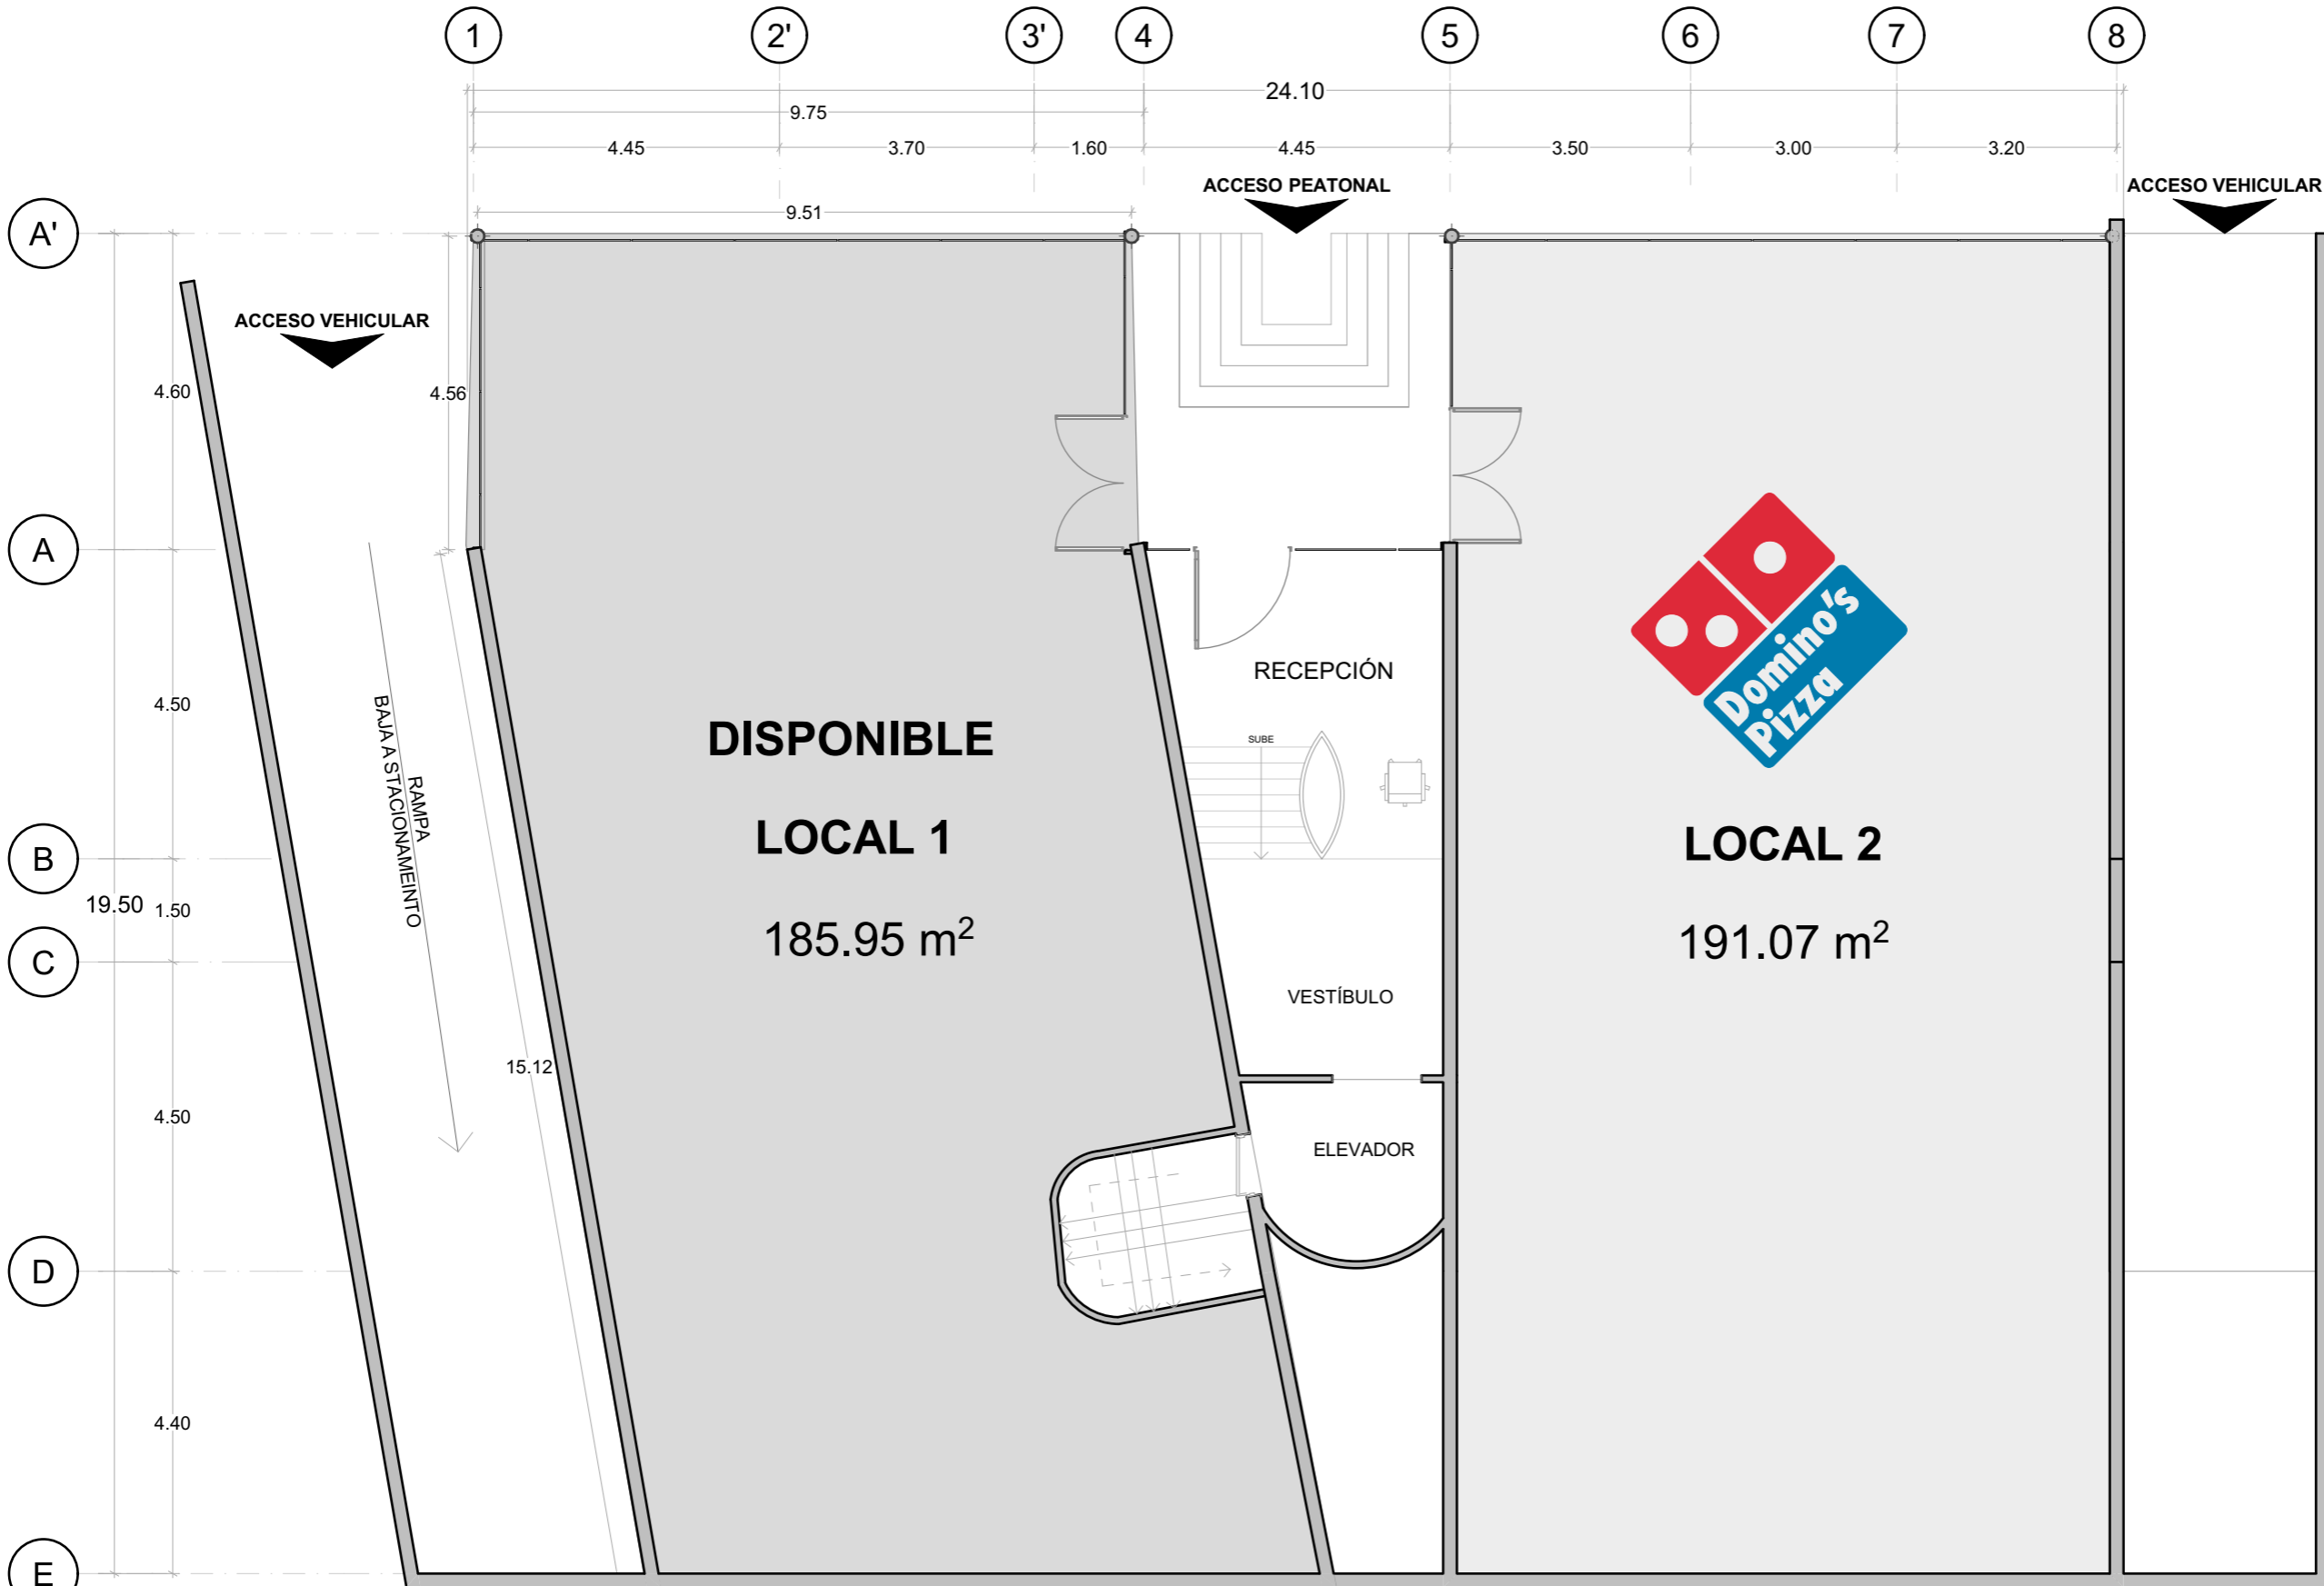 1 2' 3' 4 5 6 7 8
24.10
9.75
4.45 3.70 1.60 4.45 3.50 3.00 3.20
ACCESO PEATONAL
ACCESO VEHICULAR
9.51
A'
ACCESO VEHICULAR
4.60
4.56
A
RECEPCIÓN
Domino's
Pizza
4.50
RAMPA
BAJA A STACIONAMEINTO
DISPONIBLE
SUBE
LOCAL 1
LOCAL 2
B
19.50
1.50
185.95 m²
191.07 m²
C
VESTÍBULO
15.12
4.50
ELEVADOR
D
4.40
E